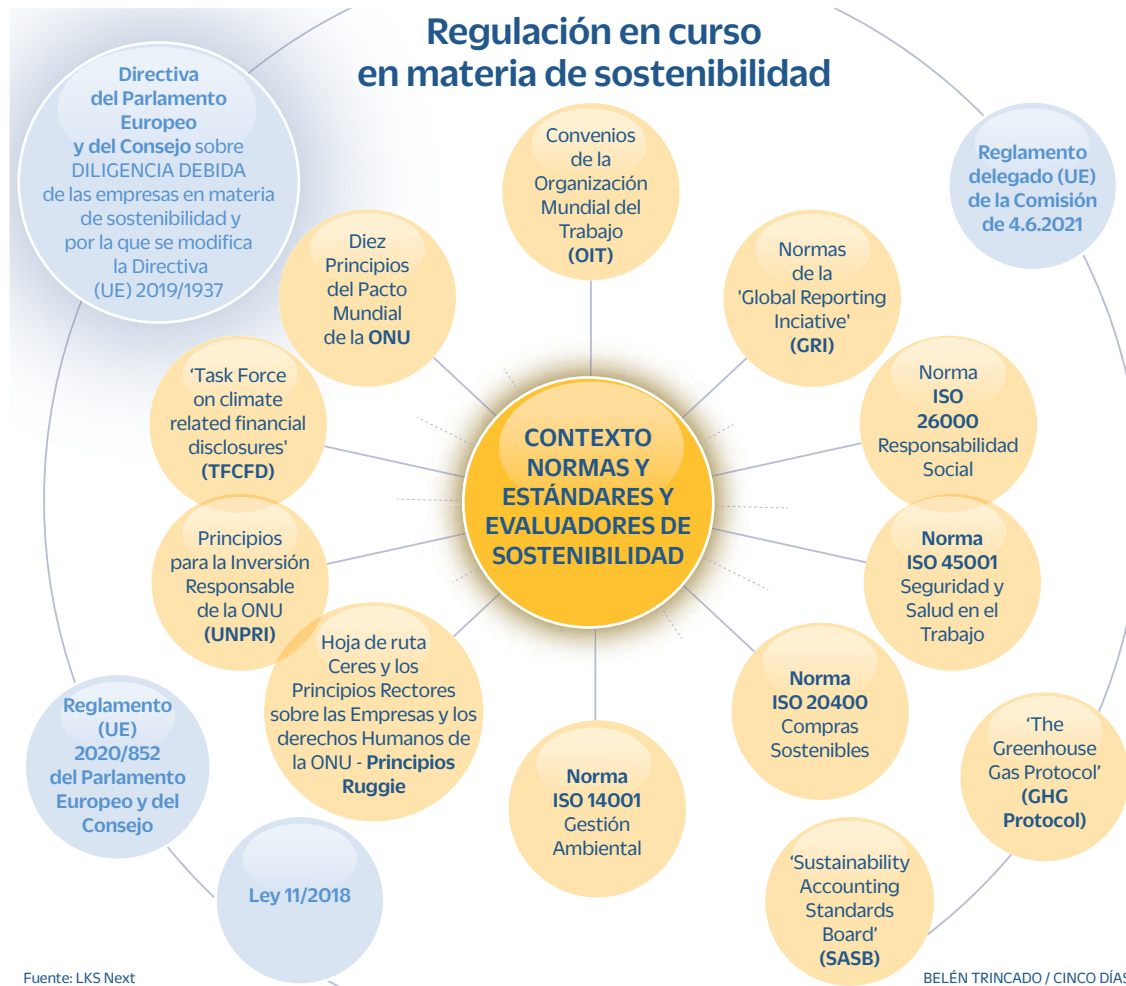 Regulación en curso
en materia de sostenibilidad
Directiva
del Parlamento
Europeo
y del Consejo sobre
DILIGENCIA DEBIDA
de las empresas en materia
de sostenibilidad y
por la que se modifica
la Directiva
(UE) 2019/1937
Convenios
de la
Organización
Mundial del
Trabajo
(OIT)
Reglamento
delegado (UE)
de la Comisión
de 4.6.2021
Diez
Principios
del Pacto
Mundial
de la ONU
Normas
de la
'Global Reporting
Inciative'
(GRI)
‘Task Force
on climate
related financial
disclosures'
(TFCFD)
Norma
ISO
26000
Responsabilidad
Social
CONTEXTO
NORMAS Y
ESTÁNDARES Y
EVALUADORES DE
SOSTENIBILIDAD
Principios
para la Inversión
Responsable
de la ONU
(UNPRI)
Norma
ISO 45001
Seguridad y
Salud en el
Trabajo
Hoja de ruta
Ceres y los
Principios Rectores
sobre las Empresas y los
derechos Humanos de
la ONU - Principios
Ruggie
Norma
ISO 20400
Compras
Sostenibles
Reglamento
(UE)
2020/852
del Parlamento
Europeo y del
Consejo
Norma
ISO 14001
Gestión
Ambiental
‘The
Greenhouse
Gas Protocol’
(GHG
Protocol)
Ley 11/2018
‘Sustainability
Accounting
Standards
Board’
(SASB)
Fuente: LKS Next
BELÉN TRINCADO / CINCO DÍAS